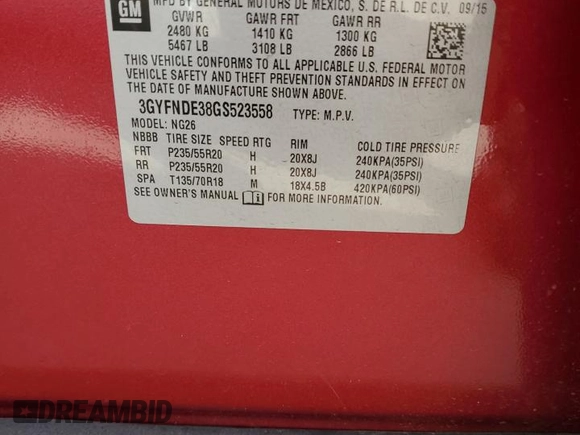 GM
MFD BY GENERAL MOTORS DE MEXICO, S. DE R.L. DE C.V. 09/15
GVWR GAWR FRT GAWR RR
2480 KG 1410 KG 1300 KG
5467 LB 3108 LB 2866 LB
THIS VEHICLE CONFORMS TO ALL APPLICABLE U.S. FEDERAL MOTOR
VEHICLE SAFETY AND THEFT PREVENTION STANDARDS IN EFFECT ON
THE DATE OF MANUFACTURE SHOWN ABOVE.
3GYFNDE38GS523558 TYPE: M.P.V.
MODEL: NG26
NBBB TIRE SIZE SPEED RTG RIM COLD TIRE PRESSURE
FRT P235/55R20 H 20X8J 240KPA(35PSI)
RR P235/55R20 H 20X8J 240KPA(35PSI)
SPA T135/70R18 M 18X4.5B 420KPA(60PSI)
SEE OWNER'S MANUAL i FOR MORE INFORMATION.
DREAMBID